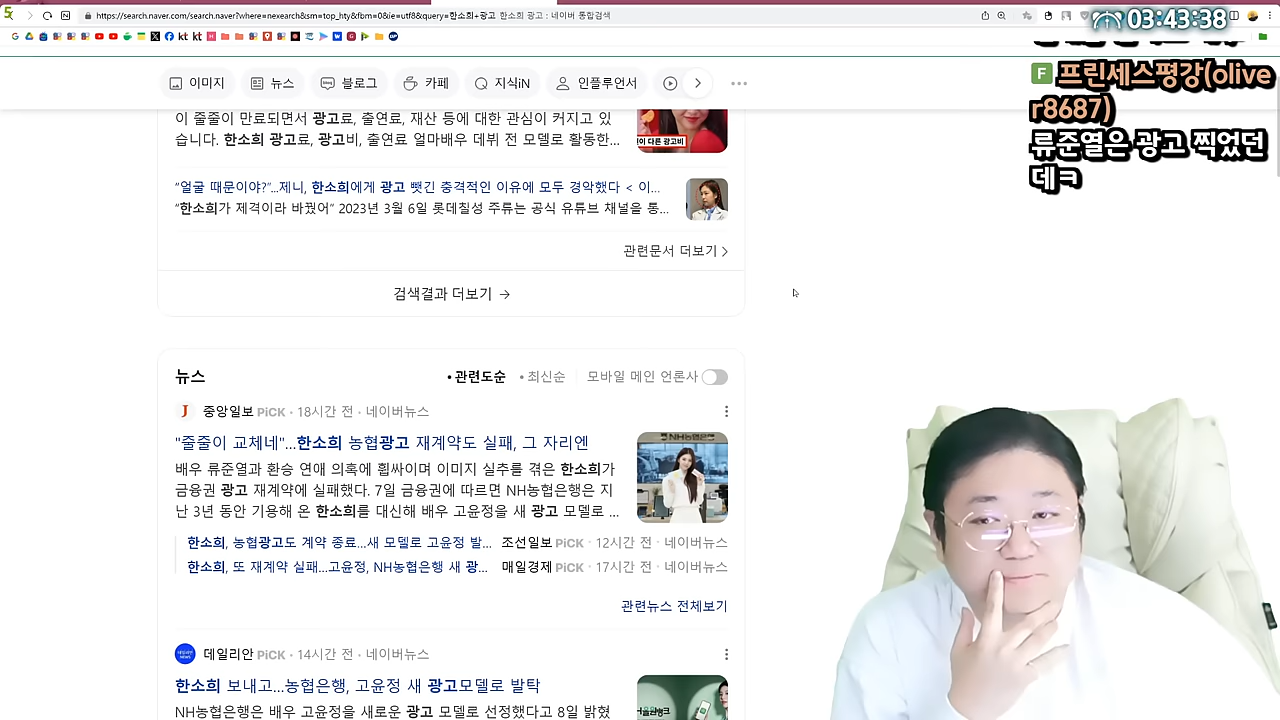 https://search.naver.com/search.naver?where=nexearch&sm=top_hty&fbm=0&ie=utf8&query=한소희+광고 한소희 광고 : 네이버 통합검색
03:43:38
이미지 뉴스 블로그 카페 지식iN 인플루언서
F 프린세스평강(olive
r8687)
류준열은 광고 찍었던
데ㅋ
이 줄줄이 만료되면서 광고료, 출연료, 재산 등에 대한 관심이 커지고 있
습니다. 한소희 광고료, 광고비, 출연료 얼마배우 데뷔 전 모델로 활동한...
이 다른 광고비
“얼굴 때문이야?”...제니, 한소희에게 광고 뺏긴 충격적인 이유에 모두 경악했다 < 이...
“한소희가 제격이라 바꿨어” 2023년 3월 6일 롯데칠성 주류는 공식 유튜브 채널을 통...
관련문서 더보기 >
검색결과 더보기 →
뉴스 • 관련도순 • 최신순 모바일 메인 언론사
J 중앙일보 PiCK · 18시간 전 · 네이버뉴스
"줄줄이 교체네"...한소희 농협광고 재계약도 실패, 그 자리엔
NH농협은행
배우 류준열과 환승 연애 의혹에 휩싸이며 이미지 실추를 겪은 한소희가
금융권 광고 재계약에 실패했다. 7일 금융권에 따르면 NH농협은행은 지
난 3년 동안 기용해 온 한소희를 대신해 배우 고윤정을 새 광고 모델로 ...
한소희, 농협광고도 계약 종료...새 모델로 고윤정 발... 조선일보 PiCK · 12시간 전 · 네이버뉴스
한소희, 또 재계약 실패...고윤정, NH농협은행 새 광... 매일경제 PiCK · 17시간 전 · 네이버뉴스
관련뉴스 전체보기
데일리안 PiCK · 14시간 전 · 네이버뉴스
한소희 보내고...농협은행, 고윤정 새 광고모델로 발탁
NH농협은행은 배우 고윤정을 새로운 광고 모델로 선정했다고 8일 밝혔